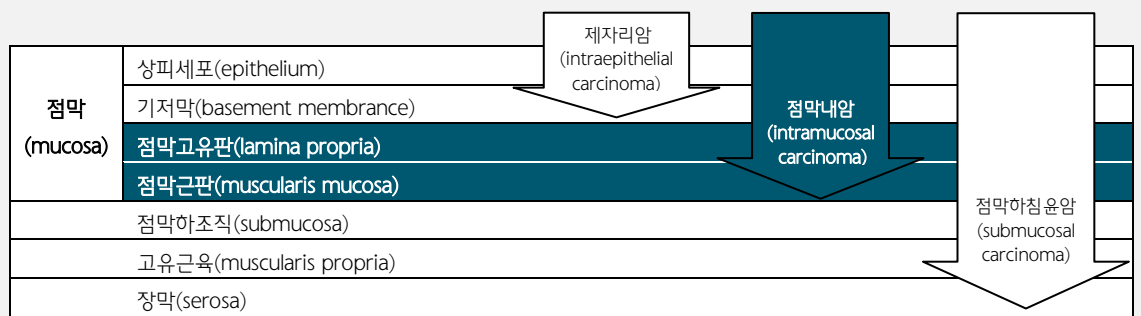 제자리암
(intraepithelial
carcinoma)
점막내암
(intramucosal
carcinoma)
점막하침윤암
(submucosal
carcinoma)
점막
(mucosa)
상피세포(epithelium)
기저막(basement membrance)
점막고유판(lamina propria)
점막근판(muscularis mucosa)
점막하조직(submucosa)
고유근육(muscularis propria)
장막(serosa)